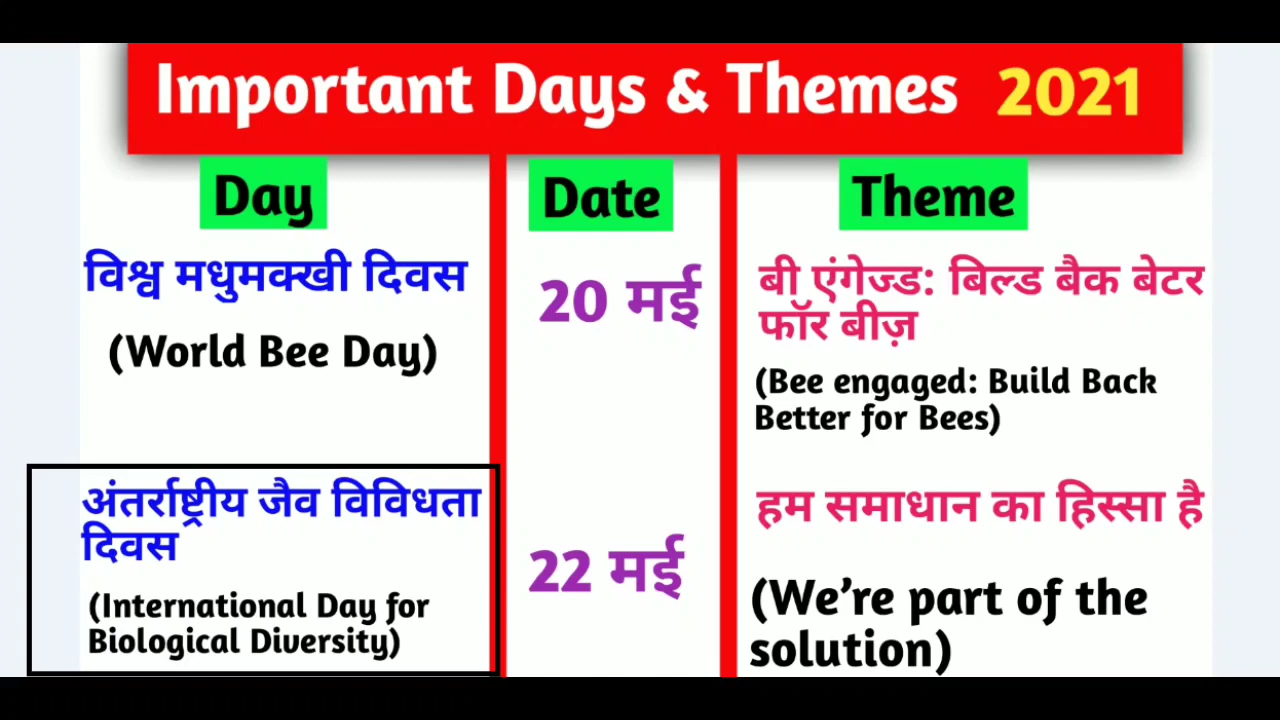 Important Days & Themes 2021
Day
Date
Theme
विश्व मधुमक्खी दिवस
(World Bee Day)
20 मई
बी एंगेज्ड: बिल्ड बैक बेटर
फॉर बीज़
(Bee engaged: Build Back
Better for Bees)
अंतर्राष्ट्रीय जैव विविधता
दिवस
(International Day for
Biological Diversity)
22 मई
हम समाधान का हिस्सा है
(We’re part of the
solution)